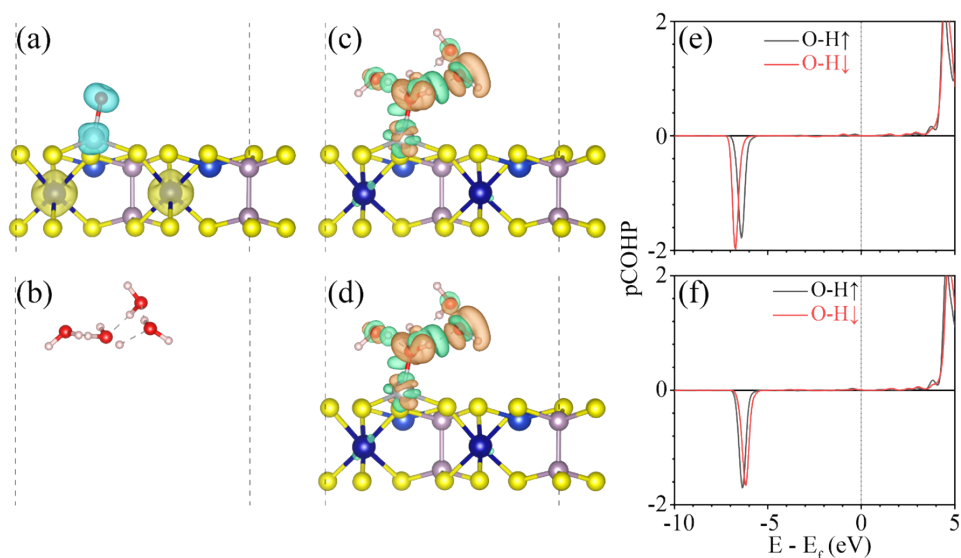 (a)
(c)
(e)
2
O-H↑
O-H↓
0
-2
(b)
(d)
(f)
2
O-H↑
O-H↓
0
-2
pCOHP
-10
-5
0
5
E - E_f (eV)